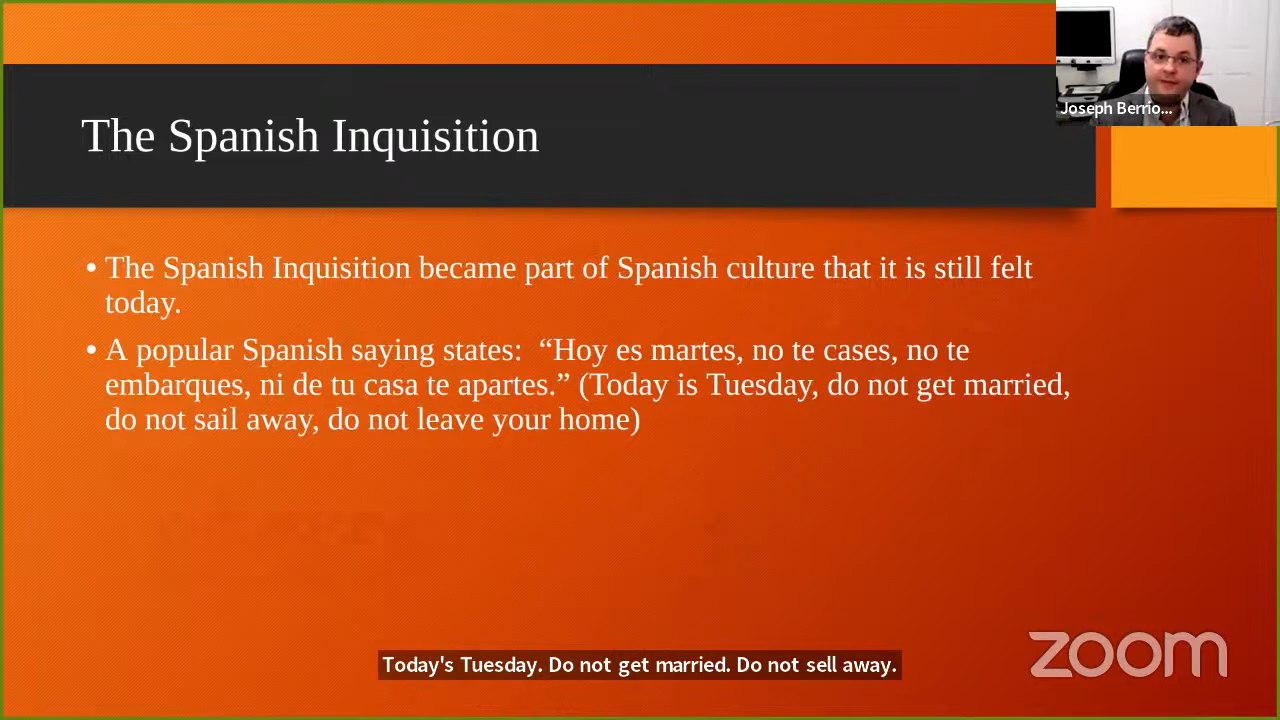 Joseph Berrio...
The Spanish Inquisition
• The Spanish Inquisition became part of Spanish culture that it is still felt
today.
• A popular Spanish saying states:  “Hoy es martes, no te cases, no te
embarques, ni de tu casa te apartes.” (Today is Tuesday, do not get married,
do not sail away, do not leave your home)
Today's Tuesday. Do not get married. Do not sell away.
zoom